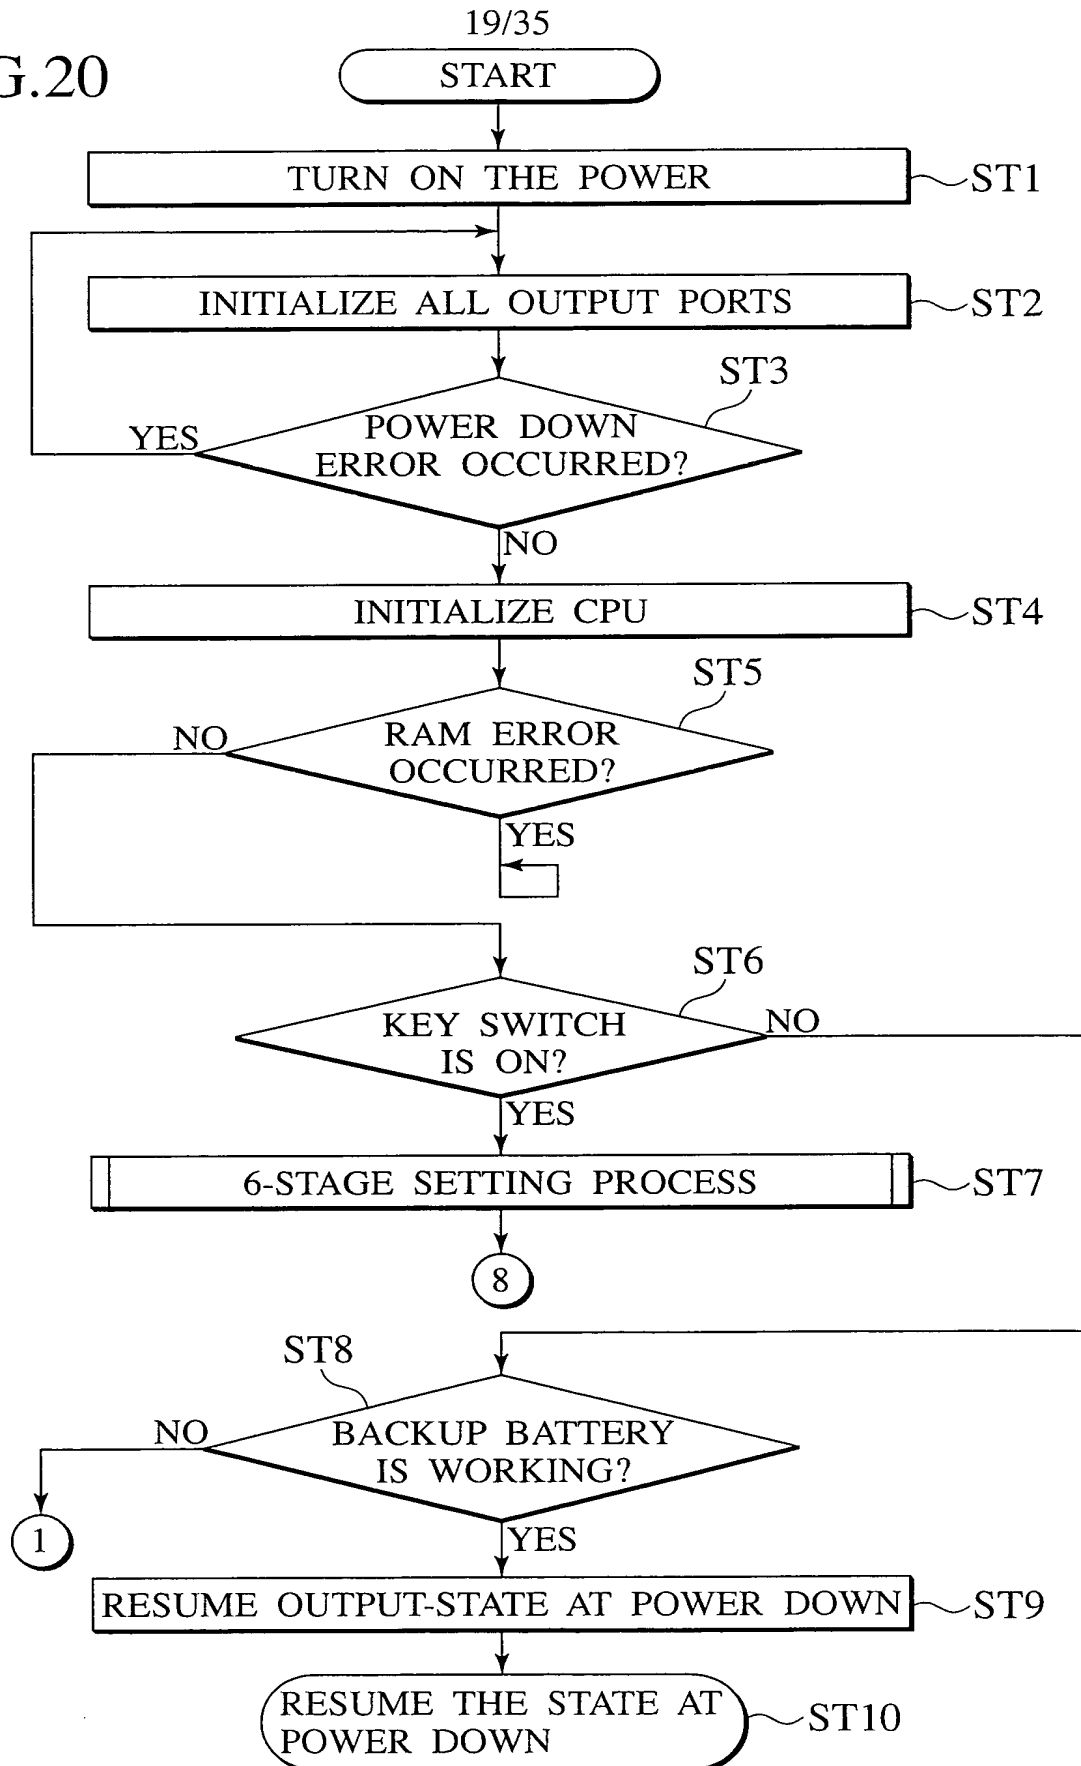 19/35
G.20
START
TURN ON THE POWER
ST1
INITIALIZE ALL OUTPUT PORTS
ST2
ST3
POWER DOWN
ERROR OCCURRED?
YES
NO
INITIALIZE CPU
ST4
ST5
RAM ERROR
OCCURRED?
NO
YES
ST6
KEY SWITCH
IS ON?
NO
YES
6-STAGE SETTING PROCESS
ST7
8
ST8
BACKUP BATTERY
IS WORKING?
NO
1
YES
RESUME OUTPUT-STATE AT POWER DOWN
ST9
RESUME THE STATE AT
POWER DOWN
ST10